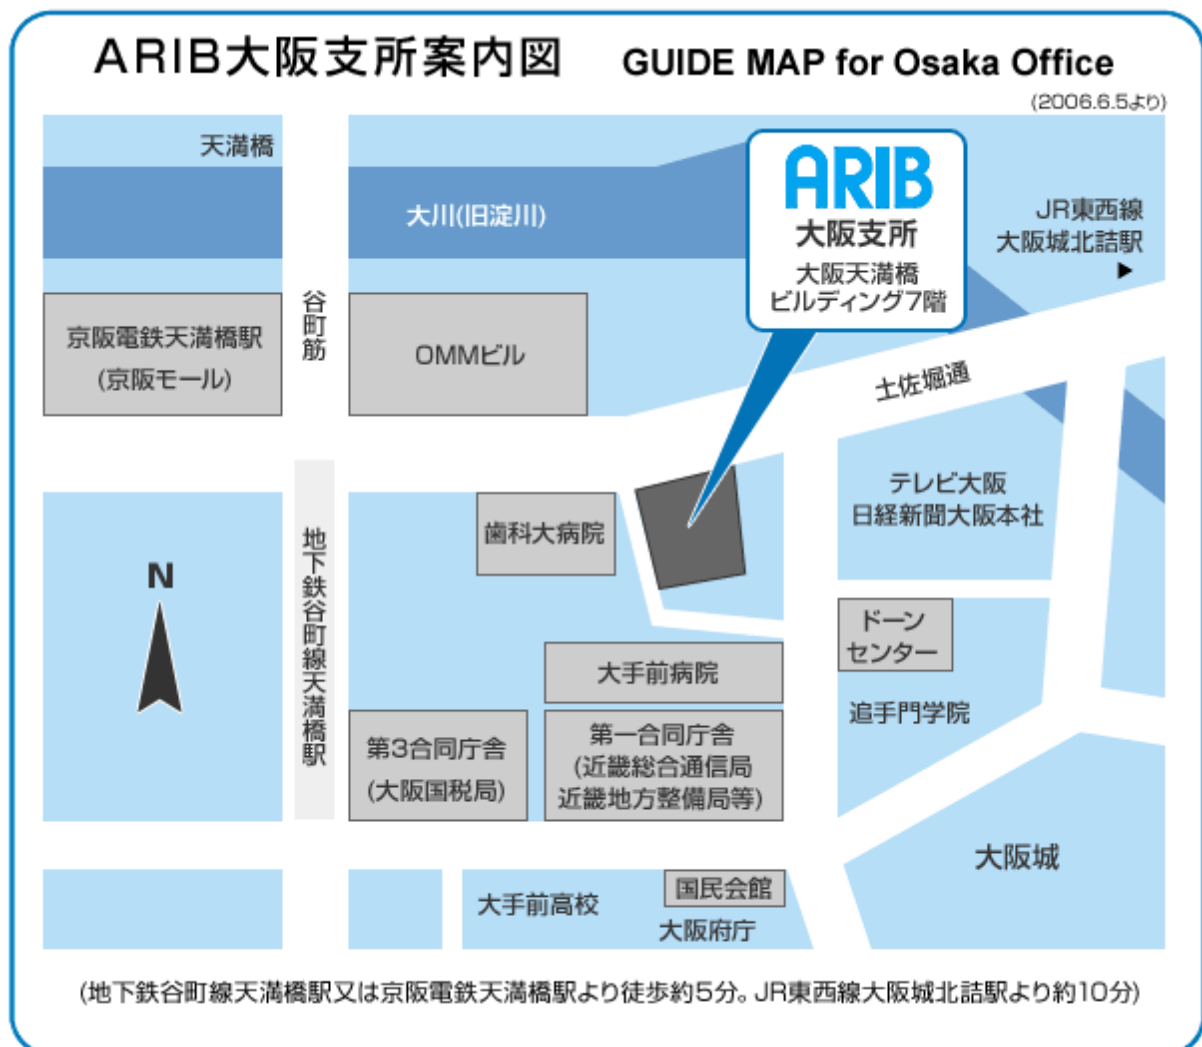 ARIB大阪支所案内図 GUIDE MAP for Osaka Office
(2006.6.5より)
天満橋
大川(旧淀川)
ARIB
大阪支所
大阪天満橋
ビルディング7階
JR東西線
大阪城北詰駅
▶
谷町筋
京阪電鉄天満橋駅
(京阪モール)
OMMビル
土佐堀通
テレビ大阪
日経新聞大阪本社
歯科大病院
地下鉄谷町線天満橋駅
N
ドーン
センター
大手前病院
追手門学院
第3合同庁舎
(大阪国税局)
第一合同庁舎
(近畿総合通信局
近畿地方整備局等)
大阪城
国民会館
大手前高校
大阪府庁
(地下鉄谷町線天満橋駅又は京阪電鉄天満橋駅より徒歩約5分。JR東西線大阪城北詰駅より約10分)